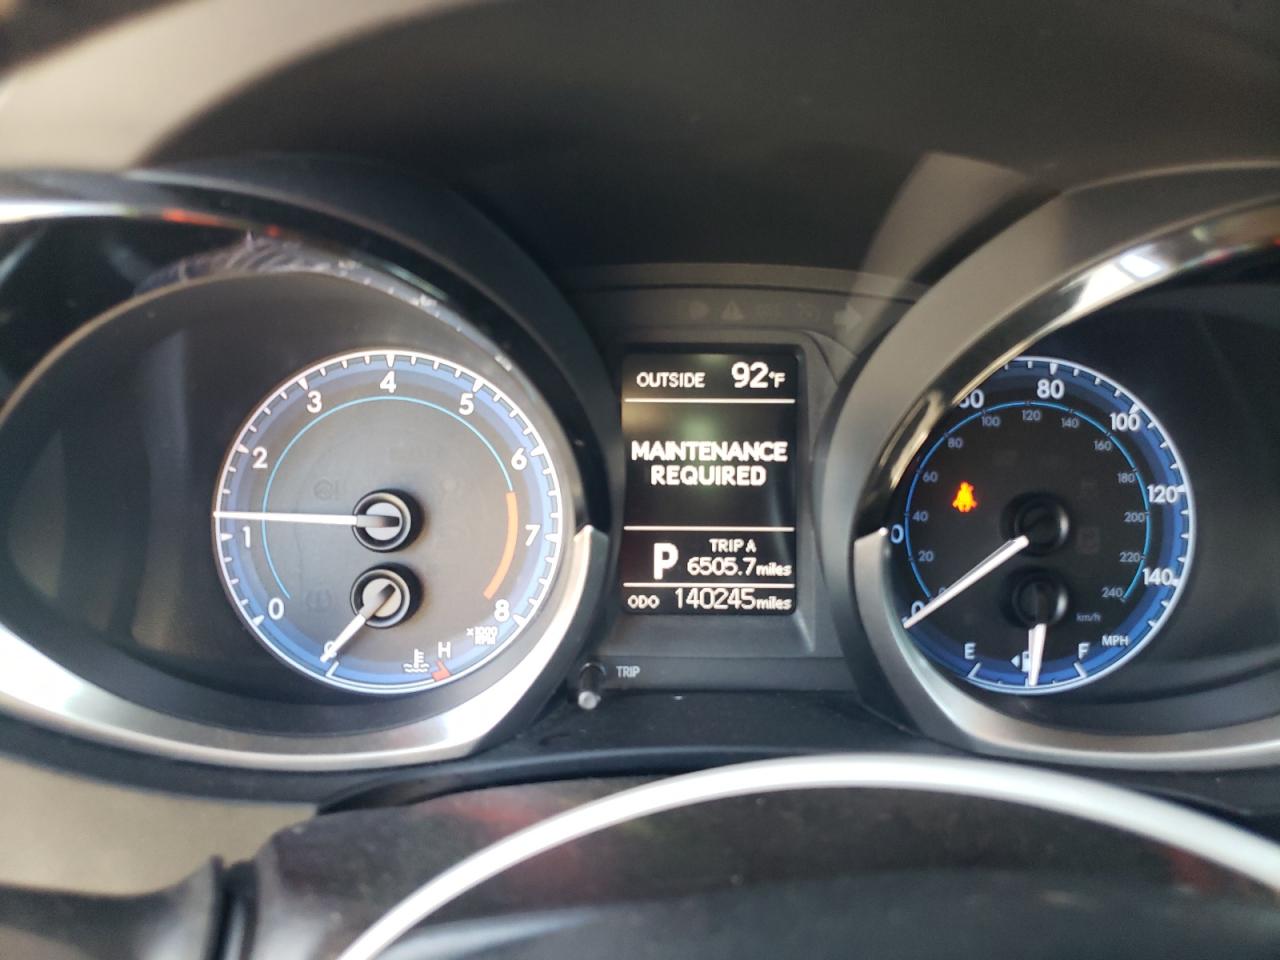 OUTSIDE 92°F
MAINTENANCE
REQUIRED
P TRIP A
6505.7 miles
ODO 140245 miles
TRIP
0
1
2
3
4
5
6
7
8
x1000
RPM
H
0
80
100
120
140
MPH
20
40
60
80
100
120
140
160
180
200
220
240
km/h
E
F